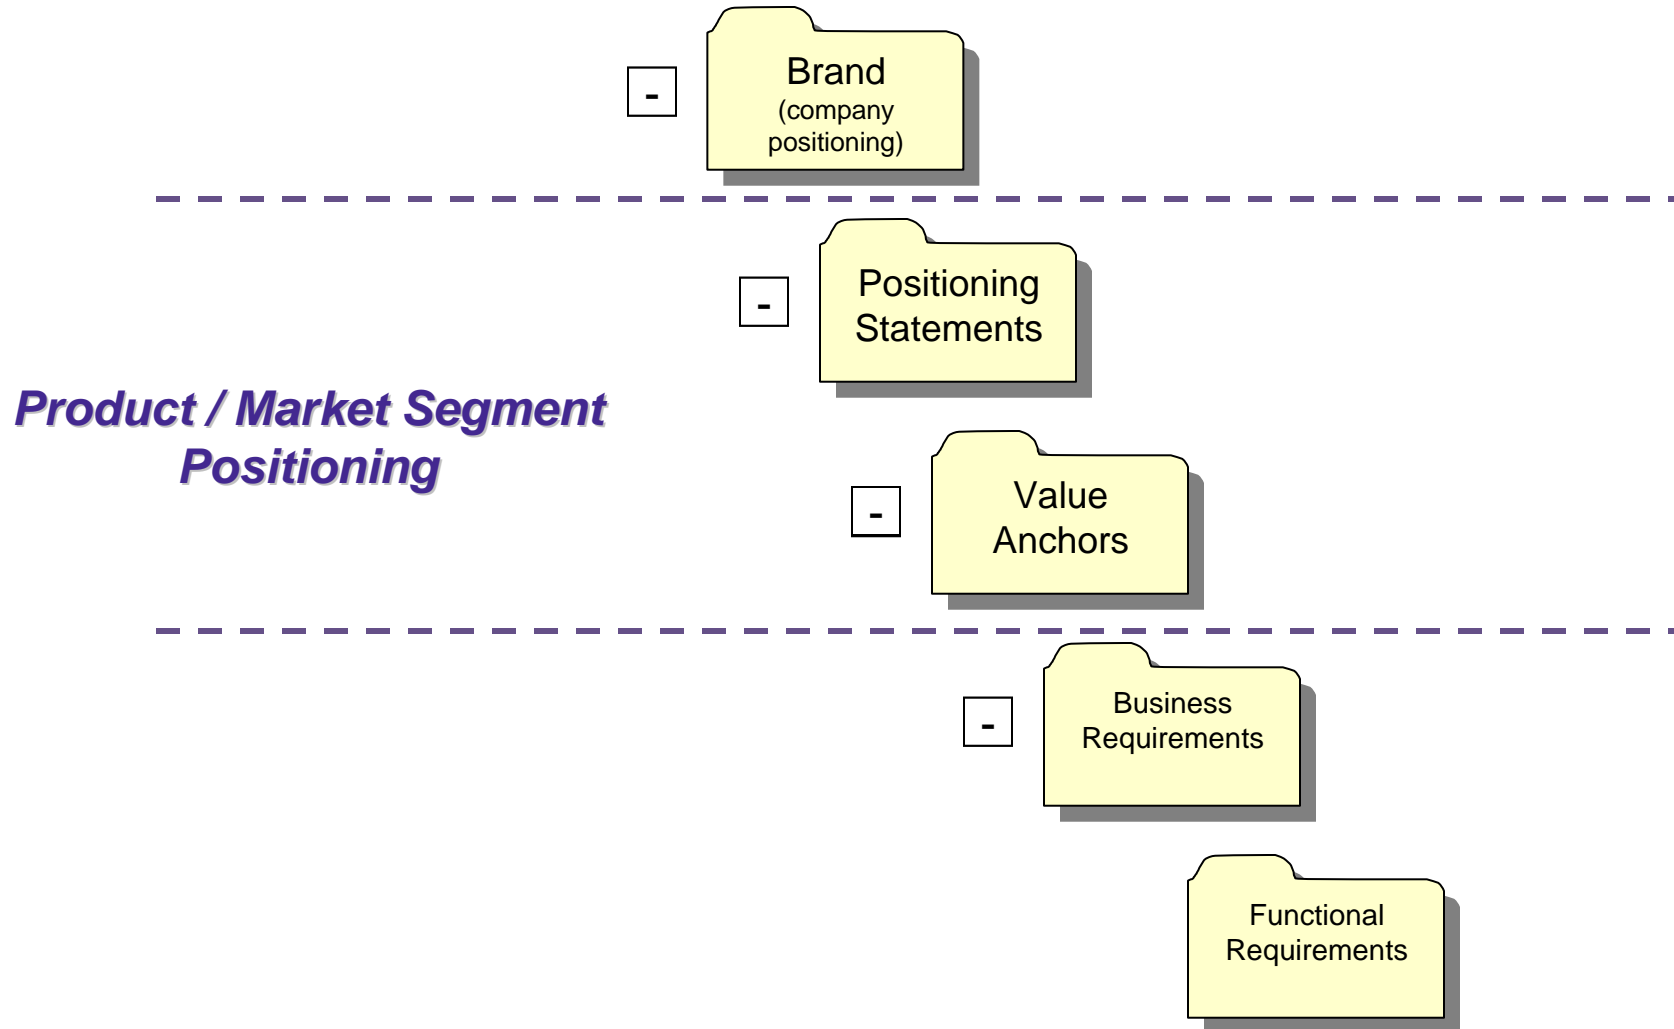 -
Brand
(company
positioning)
-
Positioning
Statements
Product / Market Segment
Positioning
-
Value
Anchors
-
Business
Requirements
Functional
Requirements